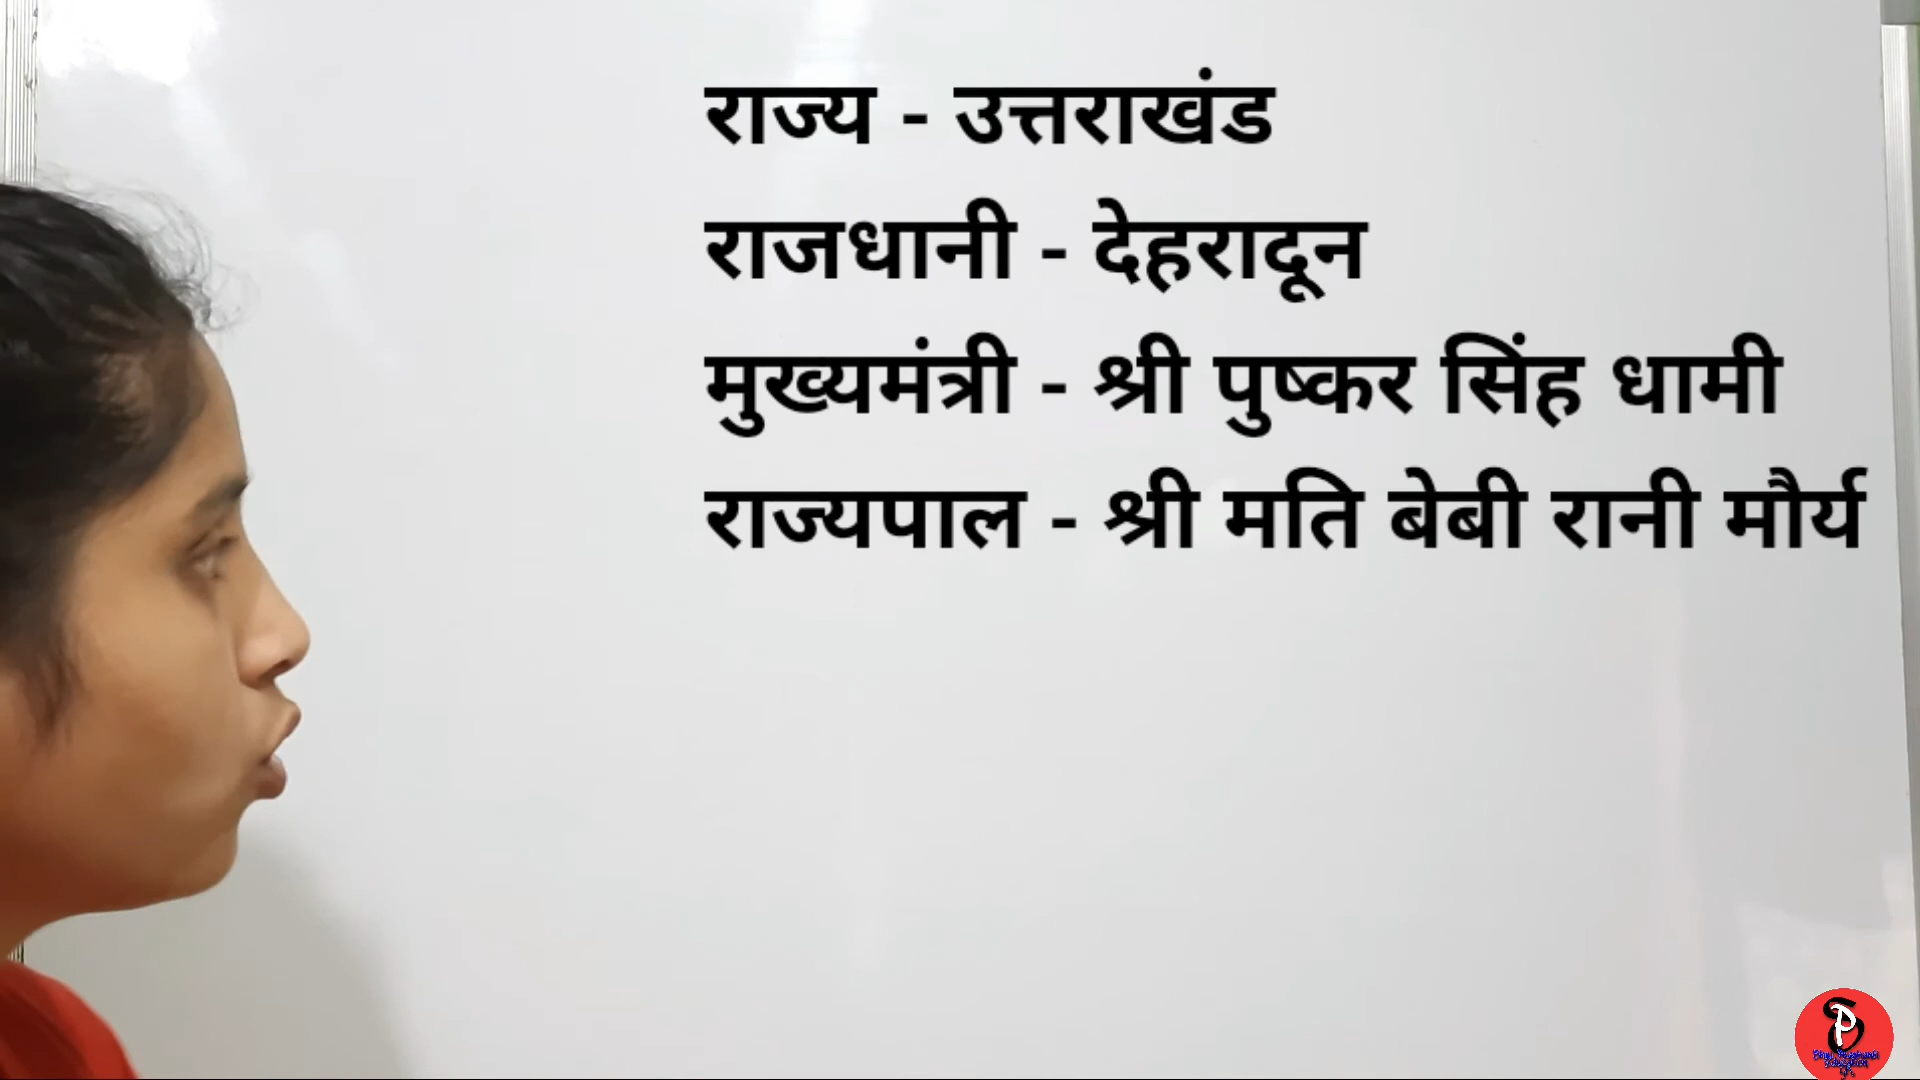 राज्य - उत्तराखंड
राजधानी - देहरादून
मुख्यमंत्री - श्री पुष्कर सिंह धामी
राज्यपाल - श्री मति बेबी रानी मौर्य